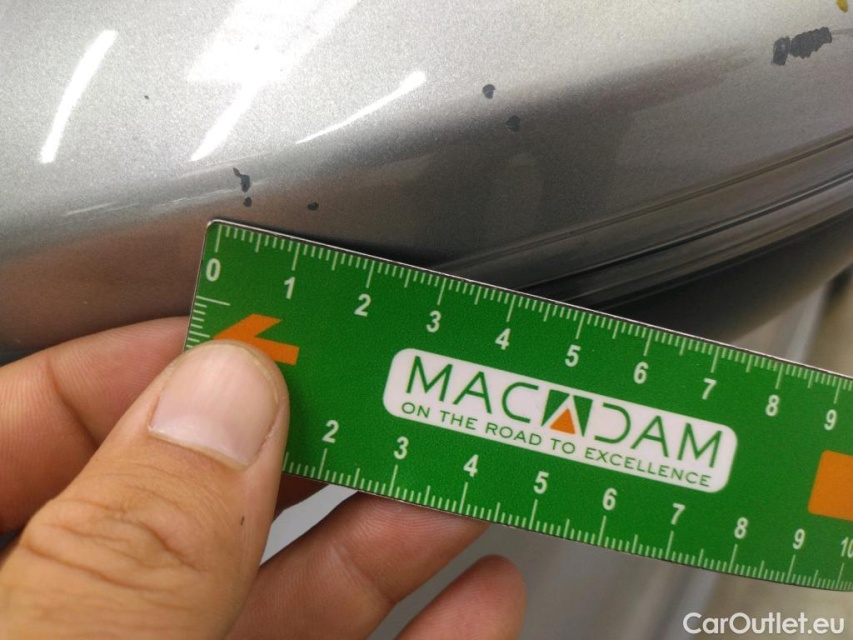 0 1 2 3 4 5 6 7 8 9
MACADAM
ON THE ROAD TO EXCELLENCE
2 3 4 5 6 7 8 9 10
CarOutlet.eu